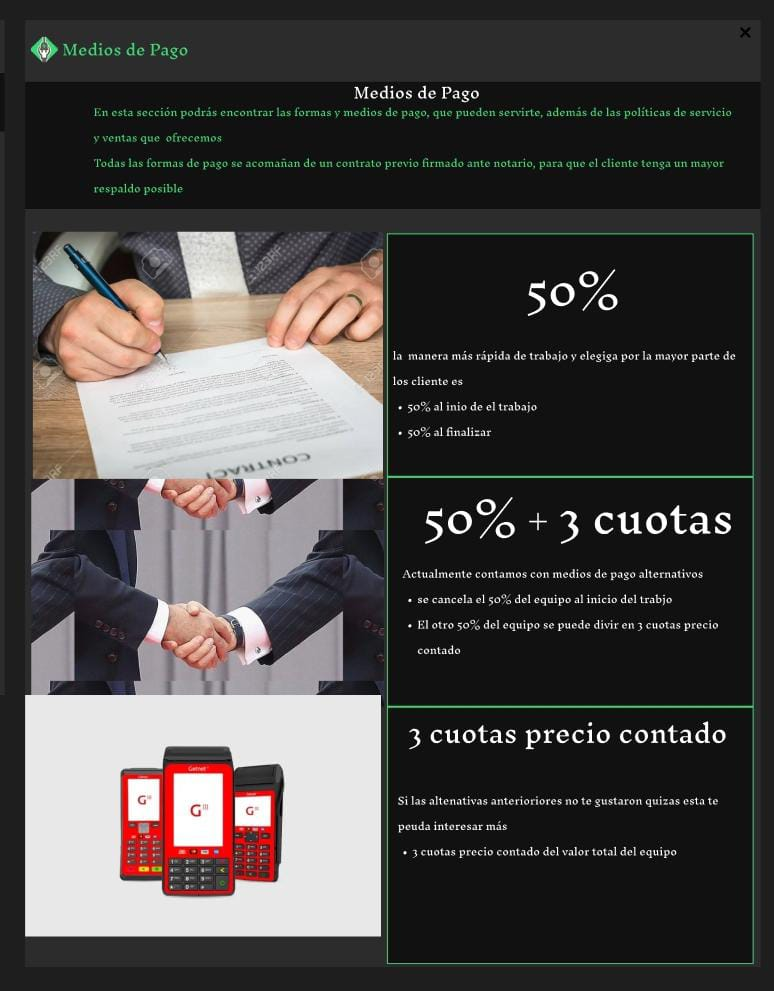 Medios de Pago
Medios de Pago
En esta sección podrás encontrar las formas y medios de pago, que pueden servirte, además de las políticas de servicio
y ventas que ofrecemos
Todas las formas de pago se acomañan de un contrato previo firmado ante notario, para que el cliente tenga un mayor
respaldo posible
50%
la manera más rápida de trabajo y elegiga por la mayor parte de
los cliente es
• 50% al inio de el trabajo
• 50% al finalizar
CONTRACT
50% + 3 cuotas
Actualmente contamos con medios de pago alternativos
• se cancela el 50% del equipo al inicio del trabjo
• El otro 50% del equipo se puede divir en 3 cuotas precio
contado
3 cuotas precio contado
Si las altenativas anterioriores no te gustaron quizas esta te
peuda interesar más
• 3 cuotas precio contado del valor total del equipo
Getnet
G
G
G